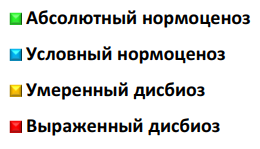 Абсолютный нормоценоз
Условный нормоценоз
Умеренный дисбиоз
Выраженный дисбиоз